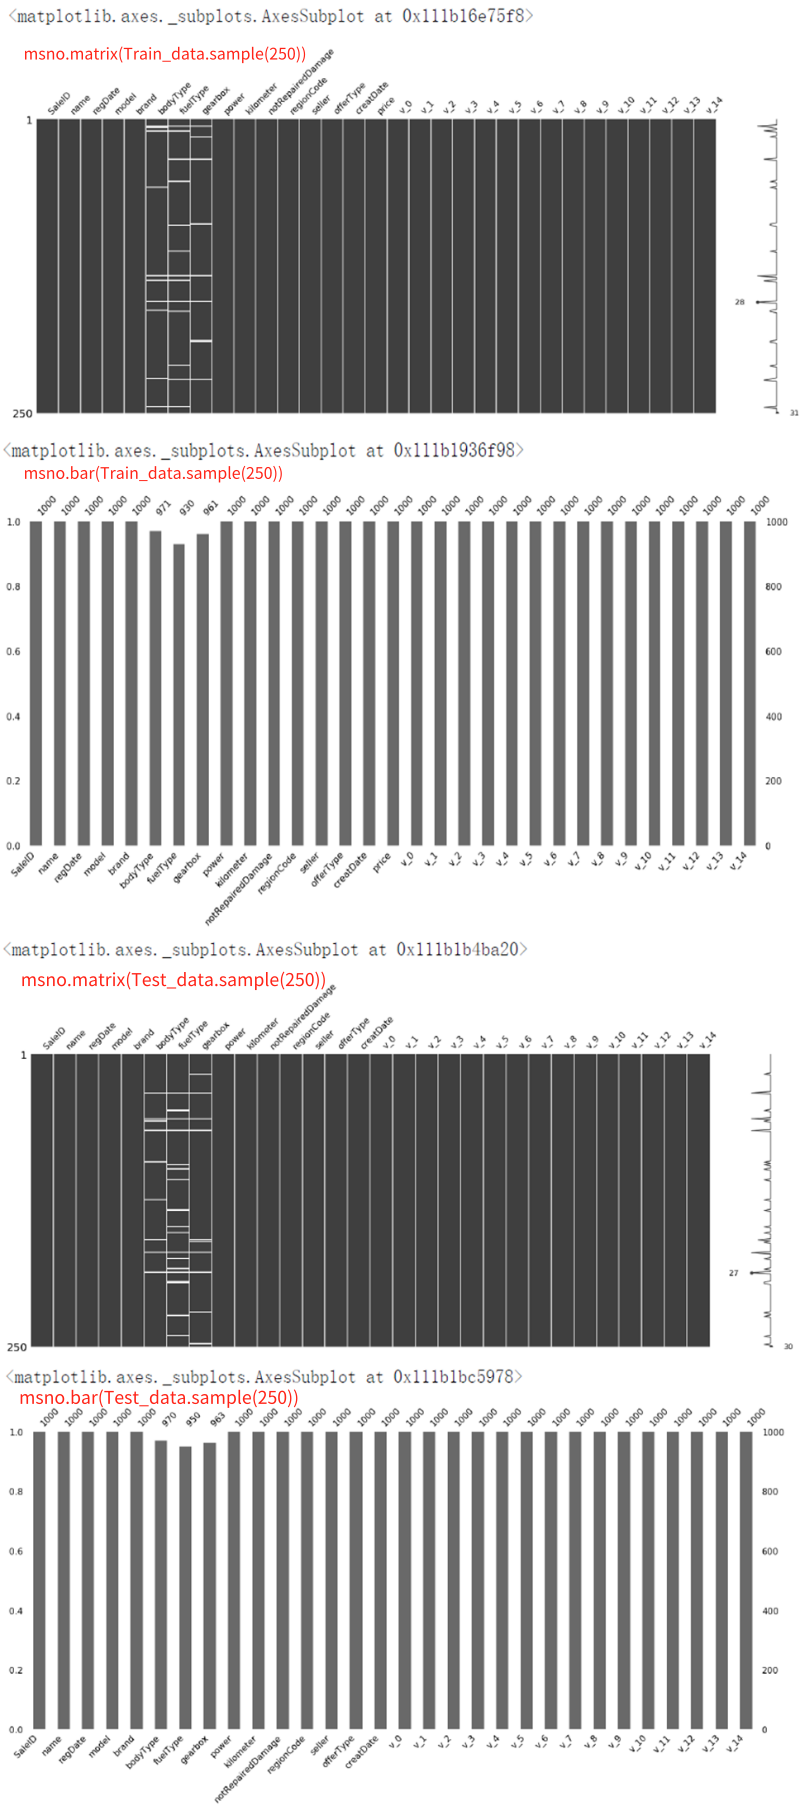 <matplotlib.axes._subplots.AxesSubplot at 0x111b16e75f8>
msno.matrix(Train_data.sample(250))
SaleID name regDate model brand bodyType fuelType gearbox power kilometer notRepairedDamage regionCode seller offerType creatDate price v_0 v_1 v_2 v_3 v_4 v_5 v_6 v_7 v_8 v_9 v_10 v_11 v_12 v_13 v_14
1
28
250 31
<matplotlib.axes._subplots.AxesSubplot at 0x111b1936f98>
msno.bar(Train_data.sample(250))
1000 1000 1000 1000 1000 971 930 961 1000 1000 1000 1000 1000 1000 1000 1000 1000 1000 1000 1000 1000 1000 1000 1000 1000 1000 1000 1000 1000 1000 1000
1.0 1000
0.8 800
0.6 600
0.4 400
0.2 200
0.0 0
SaleID name regDate model brand bodyType fuelType gearbox power kilometer notRepairedDamage regionCode seller offerType creatDate price v_0 v_1 v_2 v_3 v_4 v_5 v_6 v_7 v_8 v_9 v_10 v_11 v_12 v_13 v_14
<matplotlib.axes._subplots.AxesSubplot at 0x111b1b4ba20>
msno.matrix(Test_data.sample(250))
SaleID name regDate model brand bodyType fuelType gearbox power kilometer notRepairedDamage regionCode seller offerType creatDate v_0 v_1 v_2 v_3 v_4 v_5 v_6 v_7 v_8 v_9 v_10 v_11 v_12 v_13 v_14
1
27
250 30
<matplotlib.axes._subplots.AxesSubplot at 0x111b1bc5978>
msno.bar(Test_data.sample(250))
1000 1000 1000 1000 1000 970 950 963 1000 1000 1000 1000 1000 1000 1000 1000 1000 1000 1000 1000 1000 1000 1000 1000 1000 1000 1000 1000 1000 1000
1.0 1000
0.8 800
0.6 600
0.4 400
0.2 200
0.0 0
SaleID name regDate model brand bodyType fuelType gearbox power kilometer notRepairedDamage regionCode seller offerType creatDate v_0 v_1 v_2 v_3 v_4 v_5 v_6 v_7 v_8 v_9 v_10 v_11 v_12 v_13 v_14